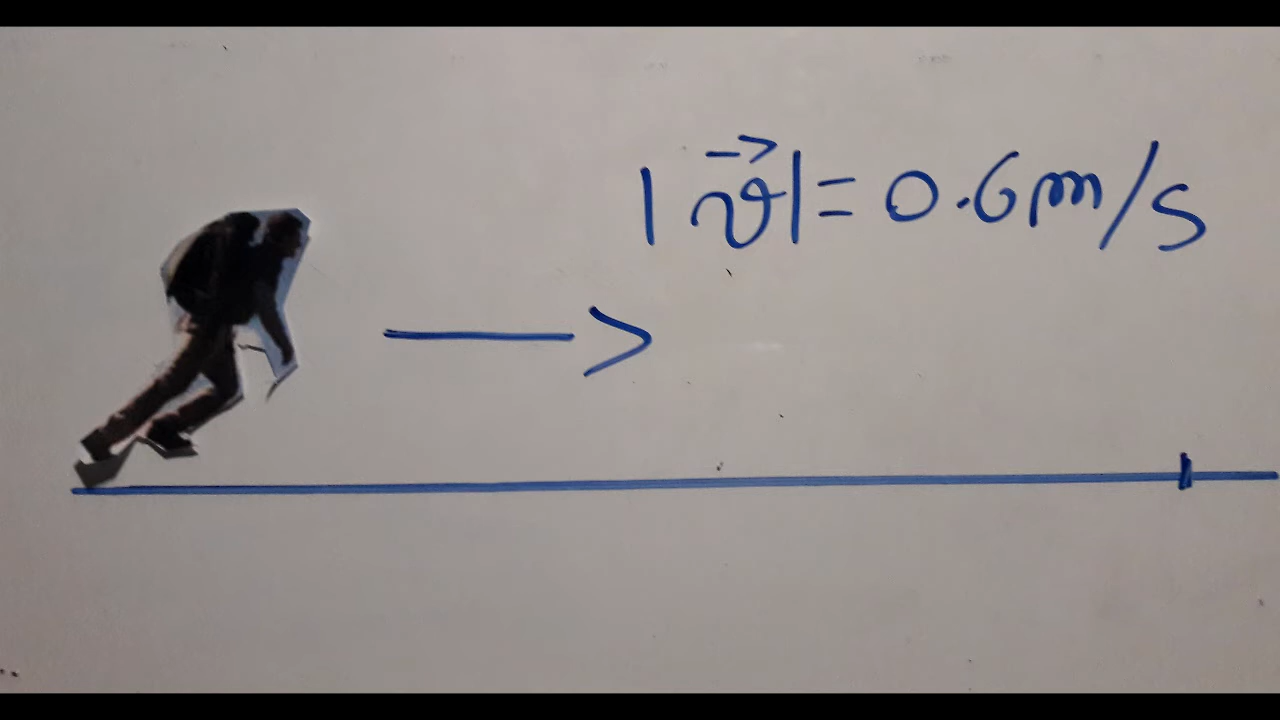 |v⃗| = 0.6m/s